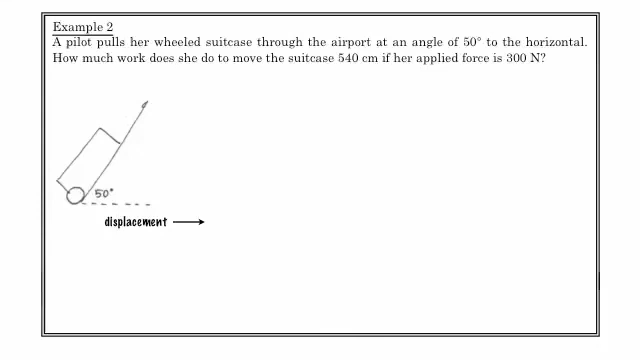 Example 2
A pilot pulls her wheeled suitcase through the airport at an angle of 50° to the horizontal.
How much work does she do to move the suitcase 540 cm if her applied force is 300 N?
50°
displacement